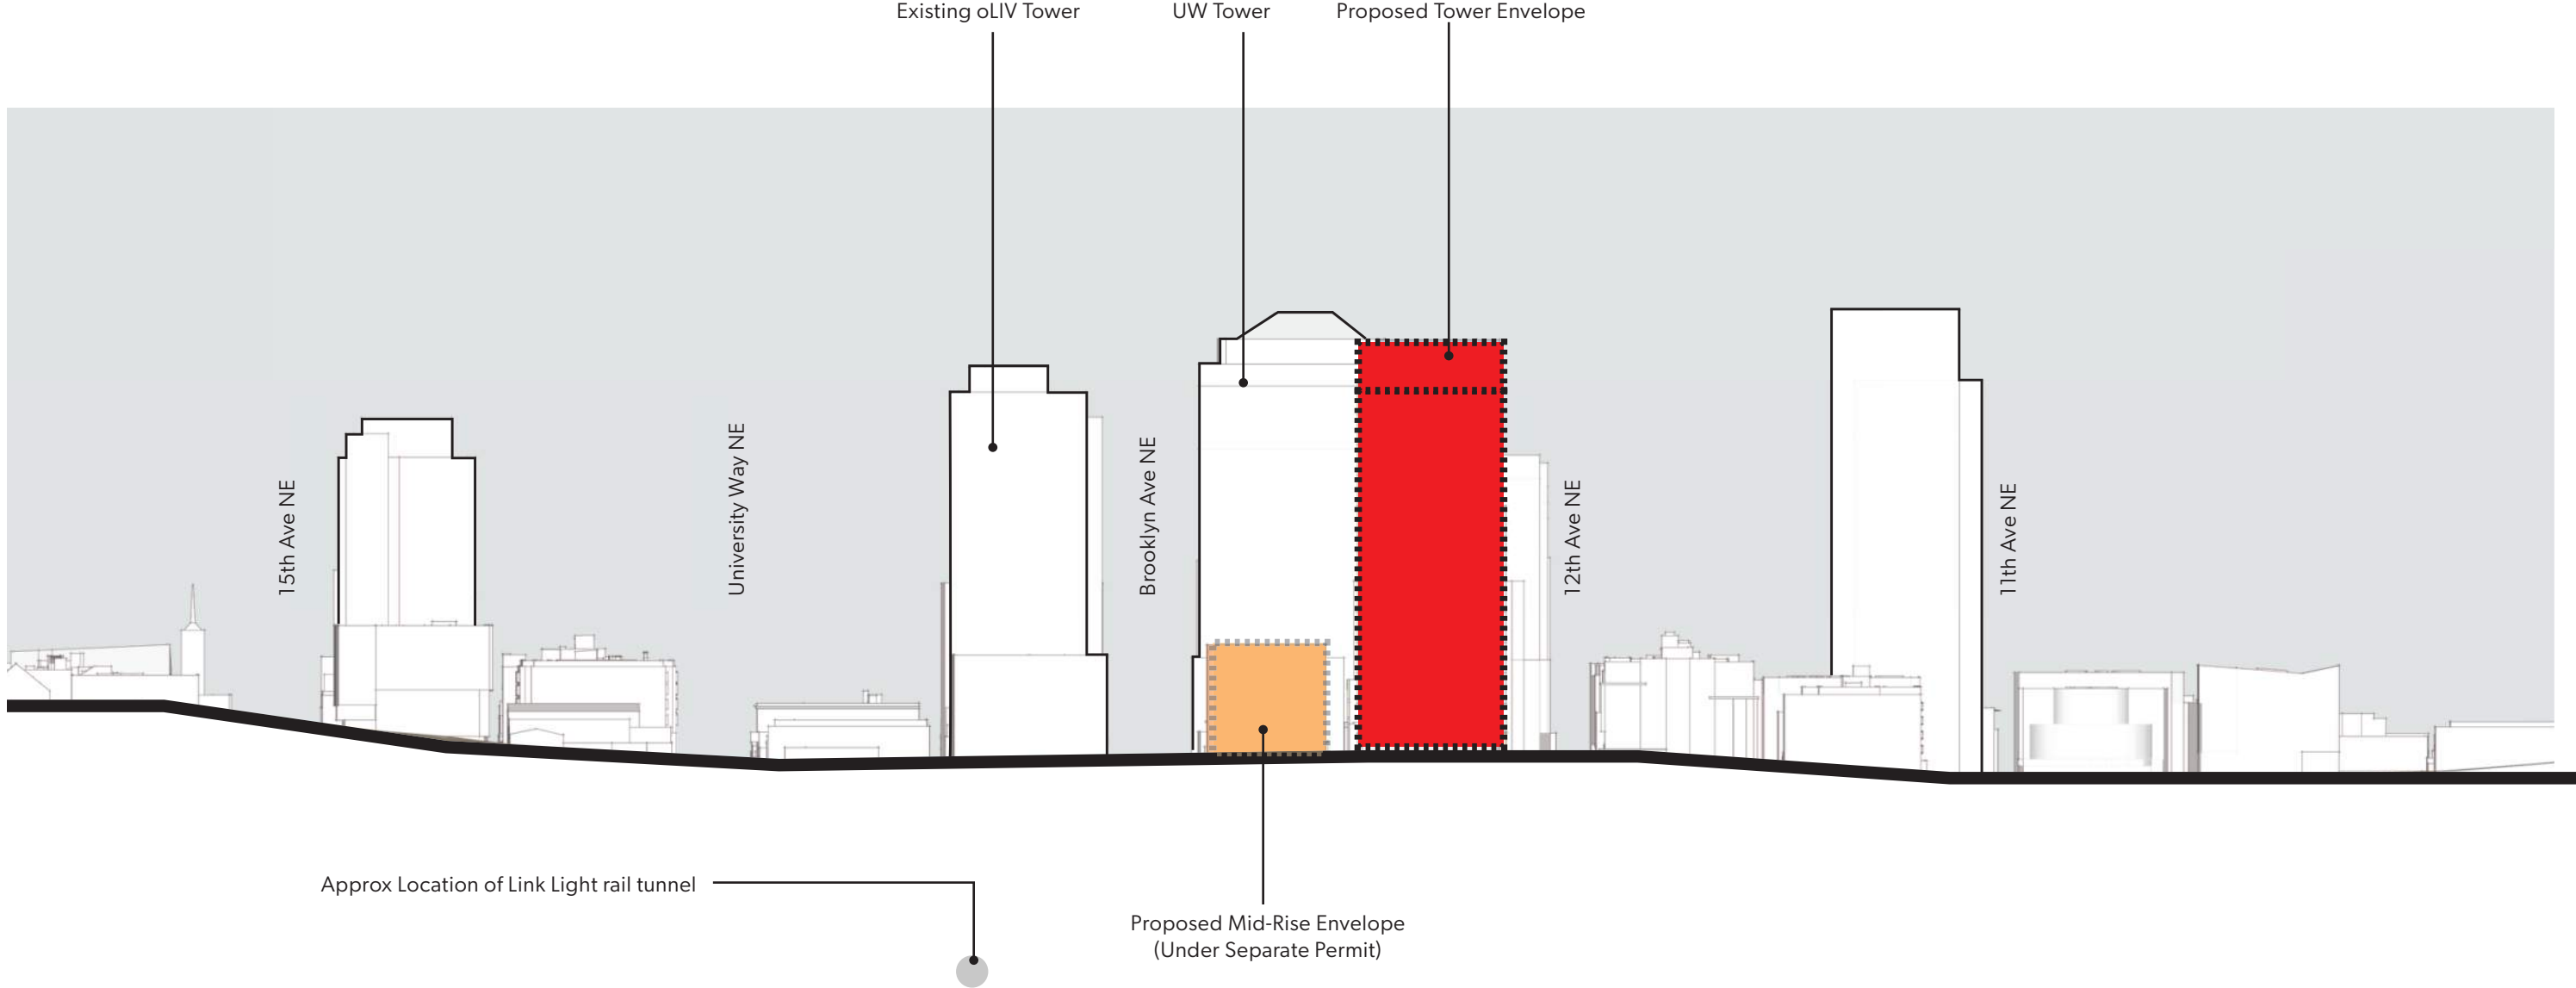 Existing oLIV Tower
UW Tower
Proposed Tower Envelope
15th Ave NE
University Way NE
Brooklyn Ave NE
12th Ave NE
11th Ave NE
Approx Location of Link Light rail tunnel
Proposed Mid-Rise Envelope
(Under Separate Permit)